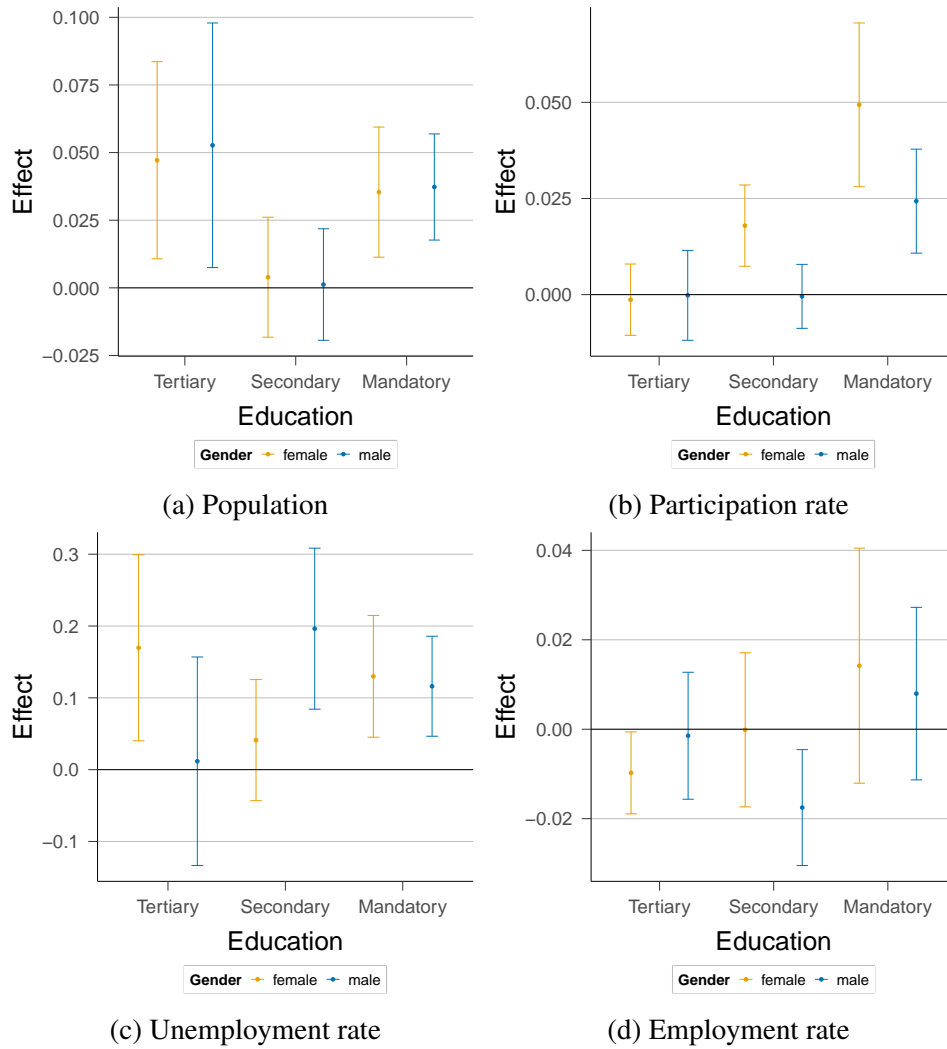 0.100
0.075
0.050
0.025
0.000
−0.025
Effect
Tertiary Secondary Mandatory
Education
Gender female male
(a) Population
0.050
0.025
0.000
Effect
Tertiary Secondary Mandatory
Education
Gender female male
(b) Participation rate
0.3
0.2
0.1
0.0
−0.1
Effect
Tertiary Secondary Mandatory
Education
Gender female male
(c) Unemployment rate
0.04
0.02
0.00
−0.02
Effect
Tertiary Secondary Mandatory
Education
Gender female male
(d) Employment rate